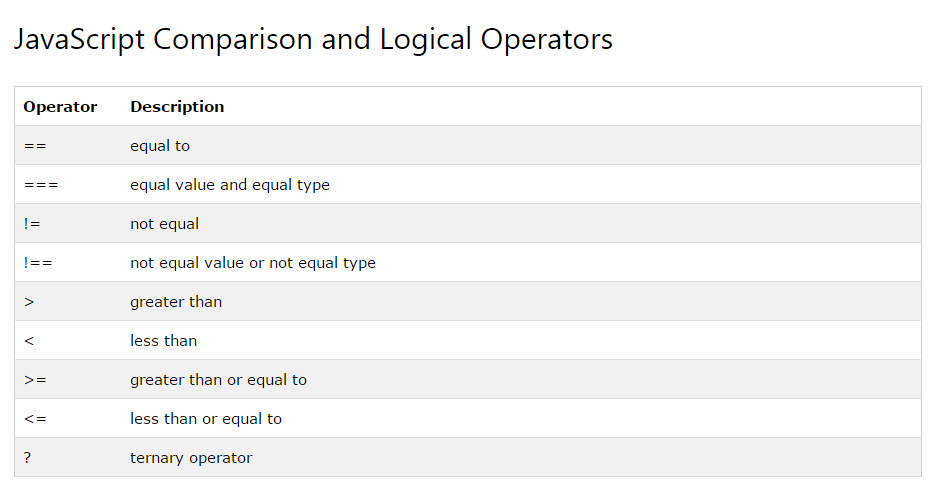 JavaScript Comparison and Logical Operators
Operator Description
== equal to
=== equal value and equal type
!= not equal
!== not equal value or not equal type
> greater than
< less than
>= greater than or equal to
<= less than or equal to
? ternary operator